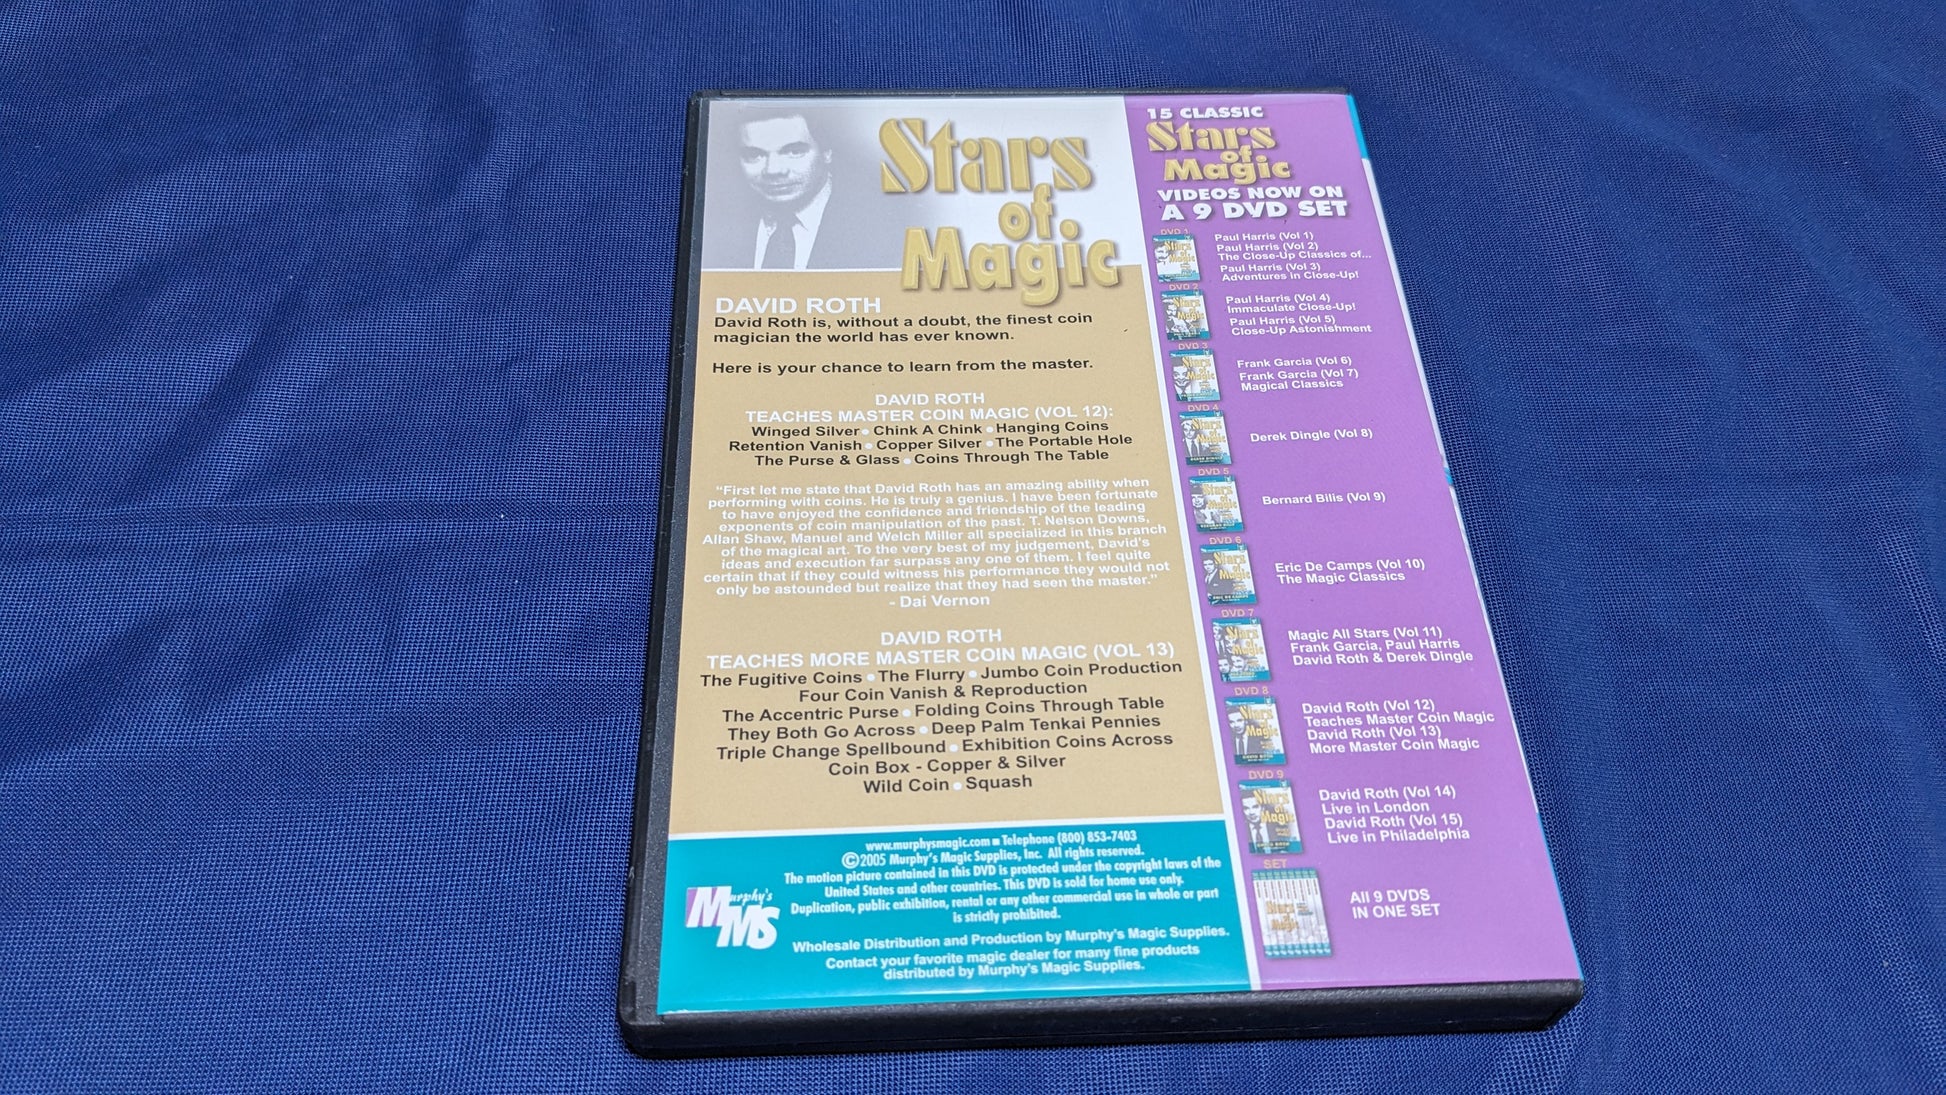 Stars
of
Magic
DAVID ROTH
David Roth is, without a doubt, the finest coin
magician the world has ever known.
Here is your chance to learn from the master.
DAVID ROTH
TEACHES MASTER COIN MAGIC (VOL 12):
Winged Silver • Chink A Chink • Hanging Coins
Retention Vanish • Copper Silver • The Portable Hole
The Purse & Glass • Coins Through The Table
“First let me state that David Roth has an amazing ability when
performing with coins. He is truly a genius. I have been fortunate
to have enjoyed the confidence and friendship of the leading
exponents of coin manipulation of the past. T. Nelson Downs,
Allan Shaw, Manuel and Welch Miller all specialized in this branch
of the magical art. To the very best of my judgement, David's
ideas and execution far surpass any one of them. I feel quite
certain that if they could witness his performance they would not
only be astounded but realize that they had seen the master.”
- Dai Vernon
DAVID ROTH
TEACHES MORE MASTER COIN MAGIC (VOL 13)
The Fugitive Coins • The Flurry • Jumbo Coin Production
Four Coin Vanish & Reproduction
The Accentric Purse • Folding Coins Through Table
They Both Go Across • Deep Palm Tenkai Pennies
Triple Change Spellbound • Exhibition Coins Across
Coin Box - Copper & Silver
Wild Coin • Squash
www.murphysmagic.com ■ Telephone (800) 853-7403
©2005 Murphy's Magic Supplies, Inc. All rights reserved.
The motion picture contained in this DVD is protected under the copyright laws of the
United States and other countries. This DVD is sold for home use only.
Duplication, public exhibition, rental or any other commercial use in whole or part
is strictly prohibited.
Murphy's
MMS
Wholesale Distribution and Production by Murphy's Magic Supplies.
Contact your favorite magic dealer for many fine products
distributed by Murphy's Magic Supplies.
15 CLASSIC
Stars
of
Magic
VIDEOS NOW ON
A 9 DVD SET
DVD 1
Paul Harris (Vol 1)
Paul Harris (Vol 2)
The Close-Up Classics of...
Paul Harris (Vol 3)
Adventures in Close-Up!
DVD 2
Paul Harris (Vol 4)
Immaculate Close-Up!
Paul Harris (Vol 5)
Close-Up Astonishment
DVD 3
Frank Garcia (Vol 6)
Frank Garcia (Vol 7)
Magical Classics
DVD 4
Derek Dingle (Vol 8)
DVD 5
Bernard Bilis (Vol 9)
DVD 6
Eric De Camps (Vol 10)
The Magic Classics
DVD 7
Magic All Stars (Vol 11)
Frank Garcia, Paul Harris
David Roth & Derek Dingle
DVD 8
David Roth (Vol 12)
Teaches Master Coin Magic
David Roth (Vol 13)
More Master Coin Magic
DVD 9
David Roth (Vol 14)
Live in London
David Roth (Vol 15)
Live in Philadelphia
SET
All 9 DVDS
IN ONE SET